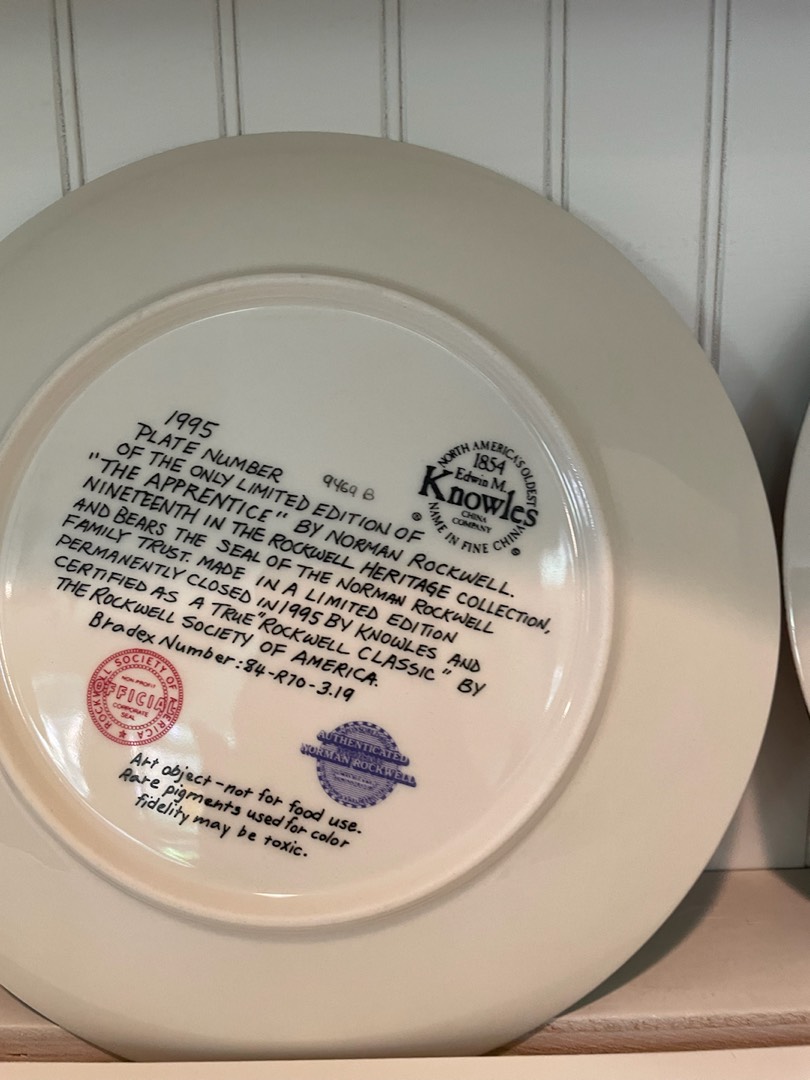 1995
PLATE NUMBER 9469 B
OF THE ONLY LIMITED EDITION OF
"THE APPRENTICE" BY NORMAN ROCKWELL.
NINETEENTH IN THE ROCKWELL HERITAGE COLLECTION,
AND BEARS THE SEAL OF THE NORMAN ROCKWELL
FAMILY TRUST. MADE IN A LIMITED EDITION
PERMANENTLY CLOSED IN 1995 BY KNOWLES AND
CERTIFIED AS A TRUE "ROCKWELL CLASSIC" BY
THE ROCKWELL SOCIETY OF AMERICA.
Bradex Number: 84-R70-3.19
NORTH AMERICA'S OLDEST
1854
Edwin M.
Knowles
CHINA
COMPANY
NAME IN FINE CHINA
®
®
ROCKWELL SOCIETY OF AMERICA
NON-PROFIT
OFFICIAL
CORPORATE
SEAL
AUTHENTICATED
NORMAN ROCKWELL
Art object-not for food use.
Rare pigments used for color
fidelity may be toxic.